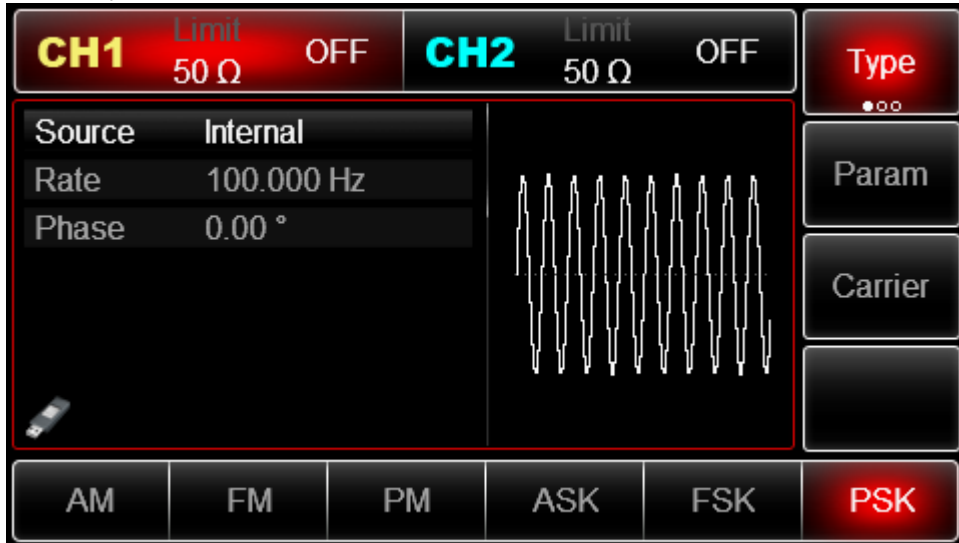 CH1 Limit 50 Ω OFF
CH2 Limit 50 Ω OFF
Type
Source Internal
Rate 100.000 Hz
Phase 0.00 °
Param
Carrier
AM FM PM ASK FSK PSK